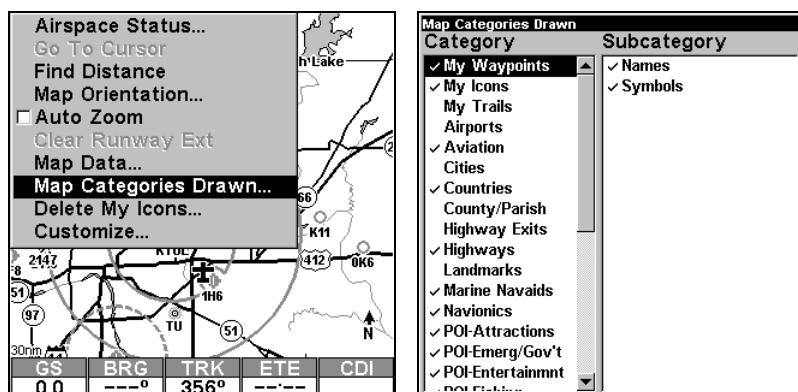 Airspace Status...
Go To Cursor
Find Distance
Map Orientation...
Auto Zoom
Clear Runway Ext
Map Data...
Map Categories Drawn...
Delete My Icons...
Customize...
h Lake
66
K11
412
0K6
2147
8
51
1H6
97
TU
51
N
30nm
GS BRG TRK ETE CDI
0.0 ---° 356° --:--
Map Categories Drawn
Category Subcategory
My Waypoints
My Icons
My Trails
Airports
Aviation
Cities
Countries
County/Parish
Highway Exits
Highways
Landmarks
Marine Navaids
Navionics
POI-Attractions
POI-Emerg/Gov't
POI-Entertainmnt
Names
Symbols